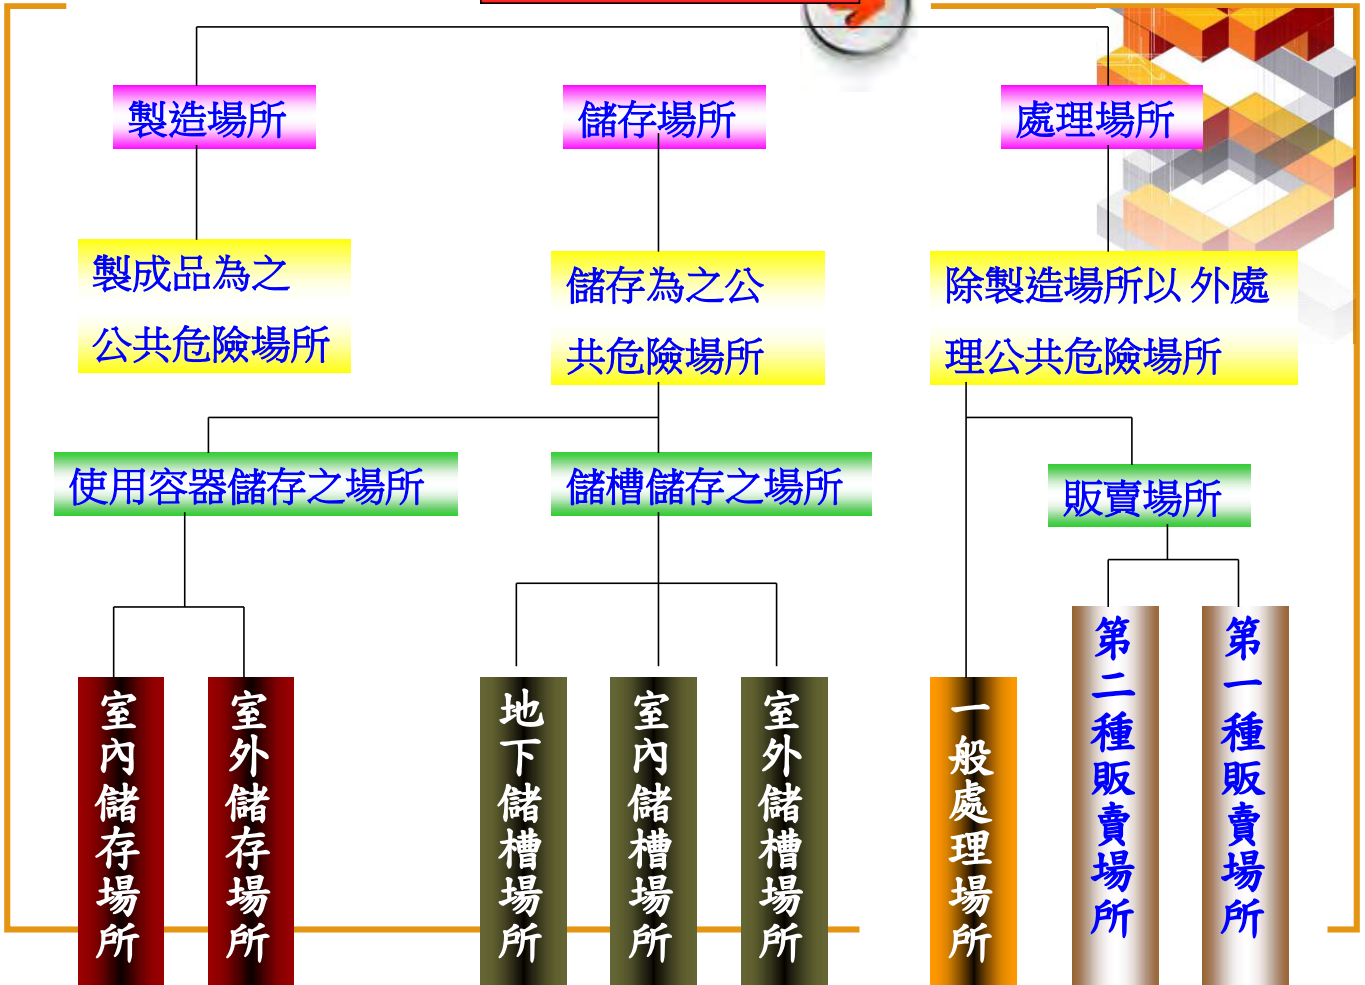 製造場所
儲存場所
處理場所
製成品為之
公共危險場所
儲存為之公
共危險場所
除製造場所以 外處
理公共危險場所
使用容器儲存之場所
儲槽儲存之場所
販賣場所
室內儲存場所
室外儲存場所
地下儲槽場所
室內儲槽場所
室外儲槽場所
一般處理場所
第二種販賣場所
第一種販賣場所